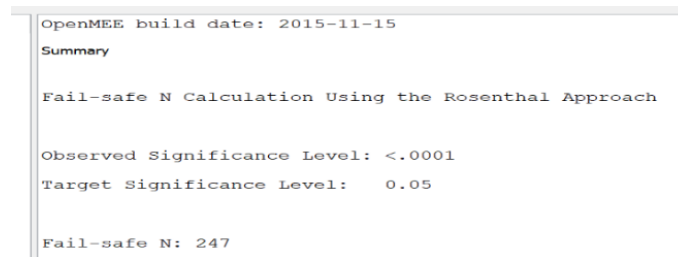 OpenMEE build date: 2015-11-15
Summary
Fail-safe N Calculation Using the Rosenthal Approach
Observed Significance Level: <.0001
Target Significance Level: 0.05
Fail-safe N: 247